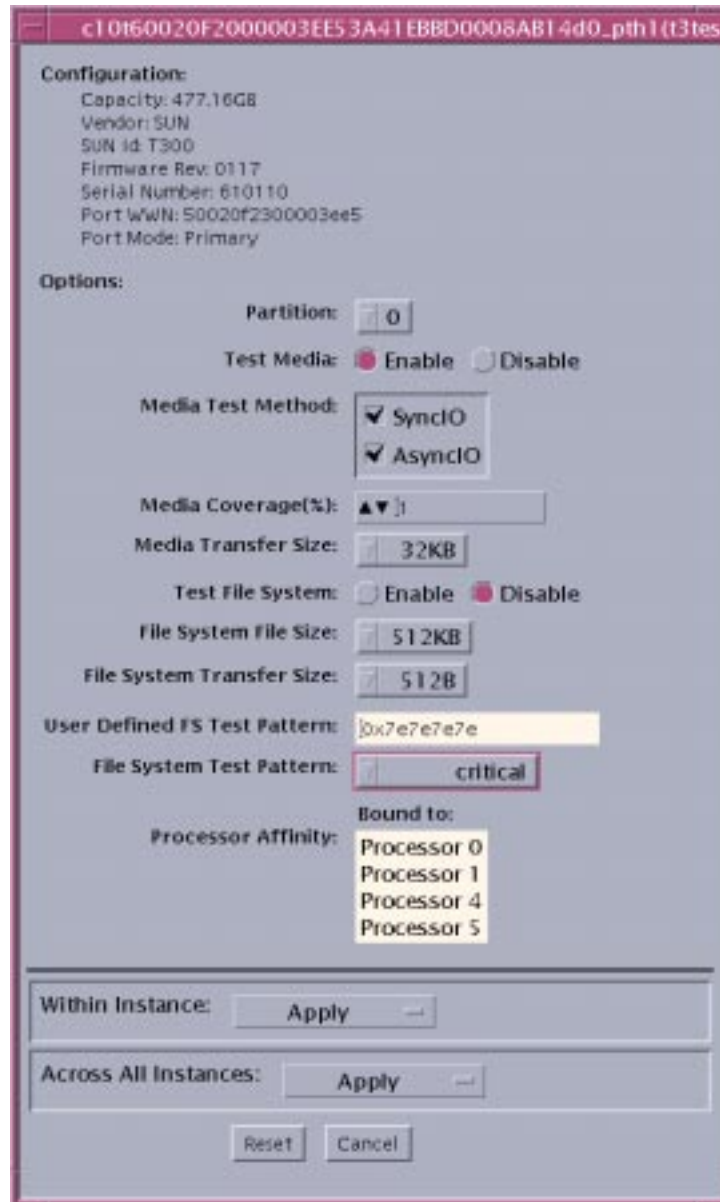 c10t60020F2000003EE53A41EBBD0008AB14d0_pth1(t3tes
Configuration:
Capacity: 477.16GB
Vendor: SUN
SUN Id: T300
Firmware Rev: 0117
Serial Number: 610110
Port WWN: 50020f2300003ee5
Port Mode: Primary
Options:
Partition: 0
Test Media: Enable Disable
Media Test Method: SyncIO
AsyncIO
Media Coverage(%): 1
Media Transfer Size: 32KB
Test File System: Enable Disable
File System File Size: 512KB
File System Transfer Size: 512B
User Defined FS Test Pattern: 0x7e7e7e7e
File System Test Pattern: critical
Bound to:
Processor Affinity: Processor 0
Processor 1
Processor 4
Processor 5
Within Instance: Apply
Across All Instances: Apply
Reset Cancel